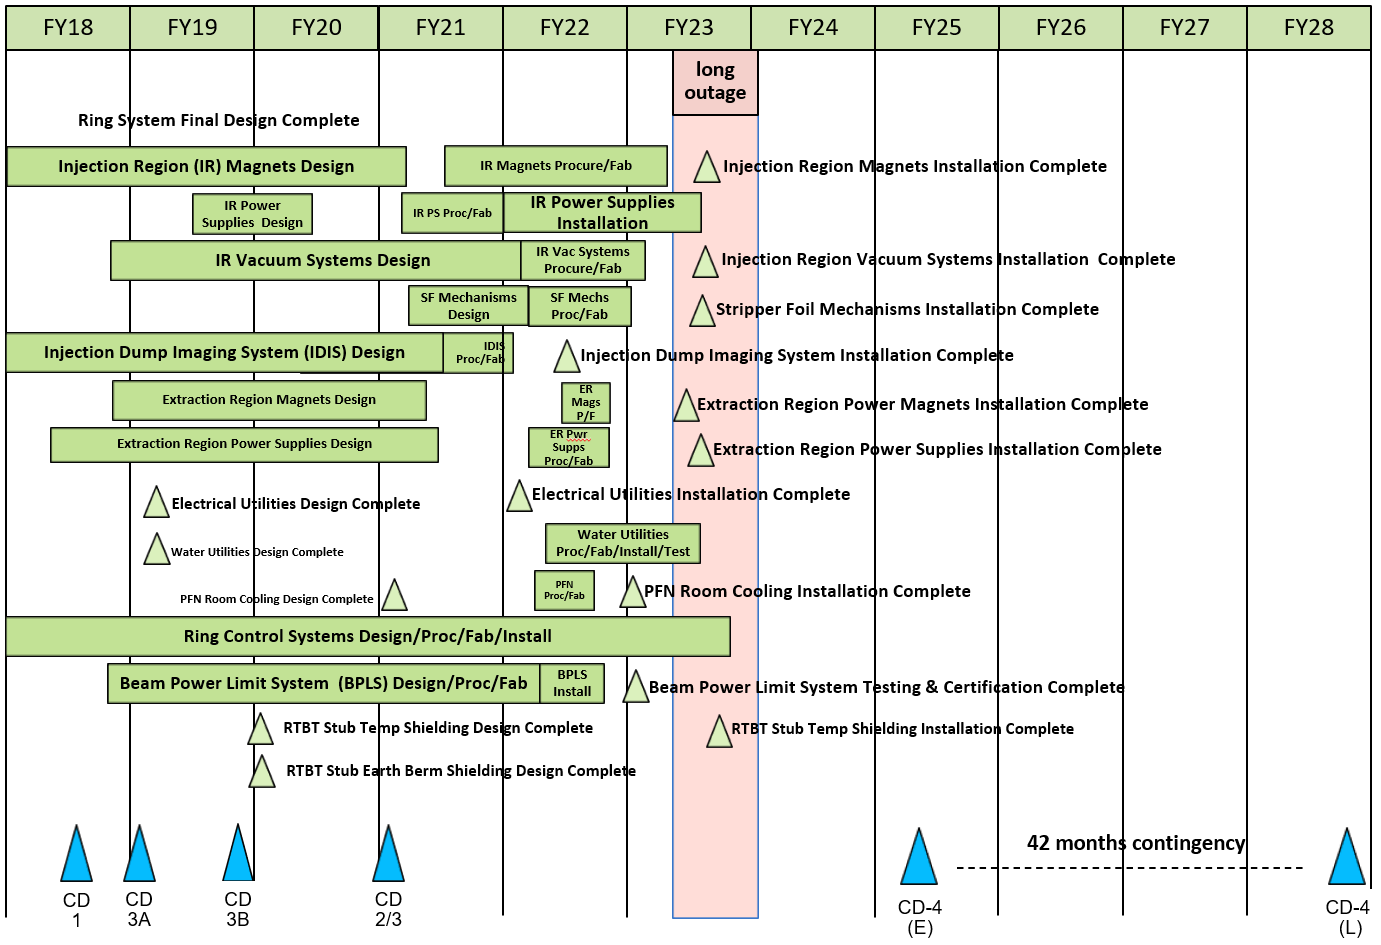 FY18 FY19 FY20 FY21 FY22 FY23 FY24 FY25 FY26 FY27 FY28
long
outage
Ring System Final Design Complete
Injection Region (IR) Magnets Design
IR Magnets Procure/Fab
Injection Region Magnets Installation Complete
IR Power
Supplies Design
IR PS Proc/Fab
IR Power Supplies
Installation
IR Vacuum Systems Design
IR Vac Systems
Procure/Fab
Injection Region Vacuum Systems Installation Complete
SF Mechanisms
Design
SF Mechs
Proc/Fab
Stripper Foil Mechanisms Installation Complete
Injection Dump Imaging System (IDIS) Design
IDIS
Proc/Fab
Injection Dump Imaging System Installation Complete
Extraction Region Magnets Design
ER
Mags
P/F
Extraction Region Power Magnets Installation Complete
Extraction Region Power Supplies Design
ER Pwr
Supps
Proc/Fab
Extraction Region Power Supplies Installation Complete
Electrical Utilities Design Complete
Electrical Utilities Installation Complete
Water Utilities Design Complete
Water Utilities
Proc/Fab/Install/Test
PFN Room Cooling Design Complete
PFN
Proc/Fab
PFN Room Cooling Installation Complete
Ring Control Systems Design/Proc/Fab/Install
Beam Power Limit System (BPLS) Design/Proc/Fab
BPLS
Install
Beam Power Limit System Testing & Certification Complete
RTBT Stub Temp Shielding Design Complete
RTBT Stub Temp Shielding Installation Complete
RTBT Stub Earth Berm Shielding Design Complete
42 months contingency
CD
1
CD
3A
CD
3B
CD
2/3
CD-4
(E)
CD-4
(L)